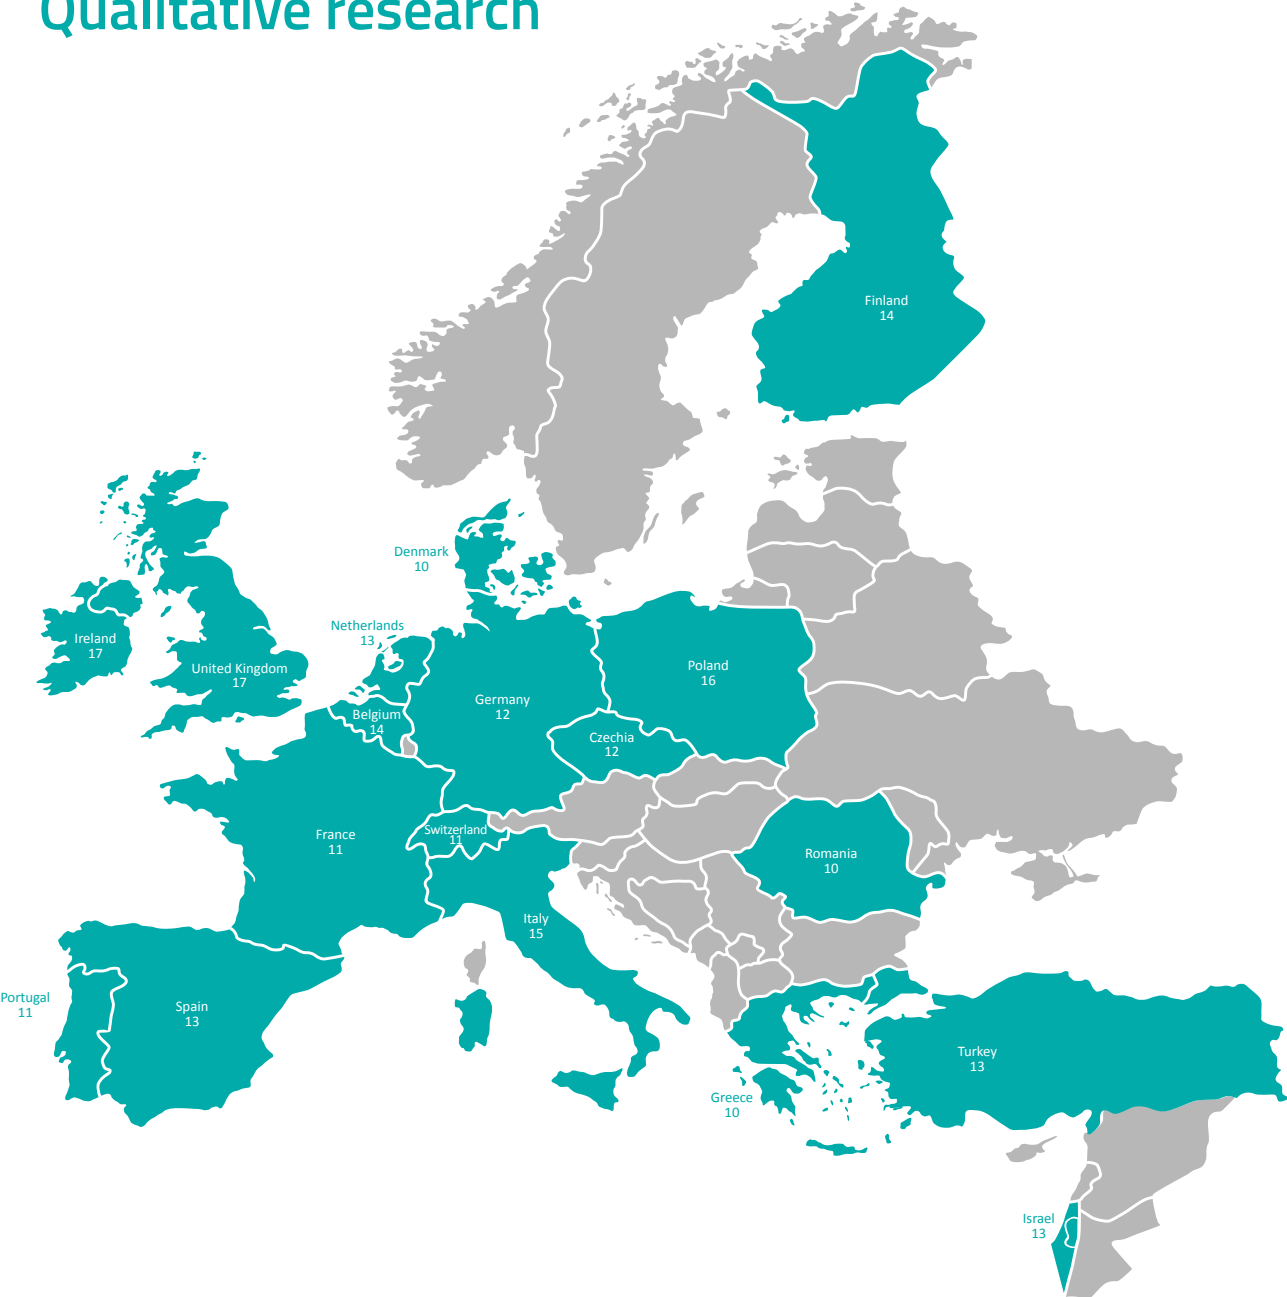 Qualitative research
Finland
14
Denmark
10
Netherlands
13
Ireland
17
United Kingdom
17
Poland
16
Germany
12
Belgium
14
Czechia
12
Switzerland
11
France
11
Romania
10
Italy
15
Portugal
11
Spain
13
Turkey
13
Greece
10
Israel
13